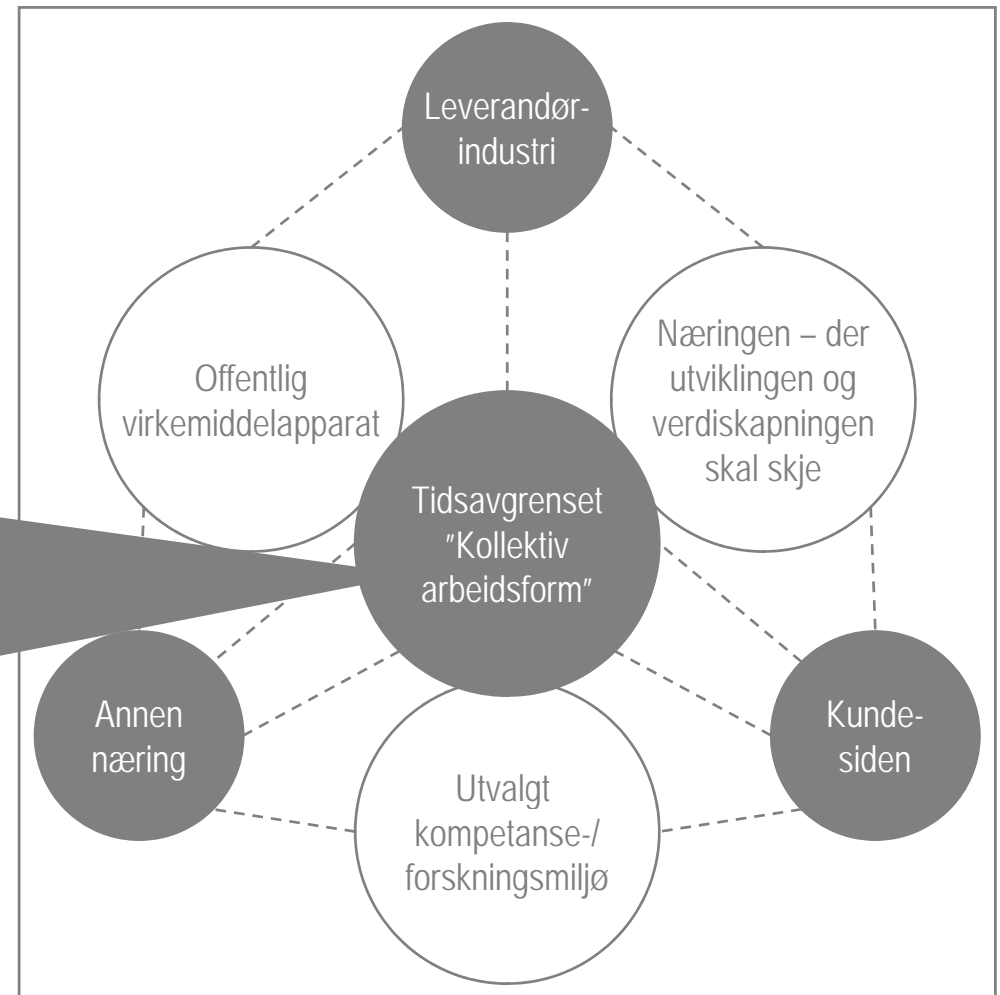 Leverandør-
industri
Offentlig
virkemiddelapparat
Næringen – der
utviklingen og
verdiskapningen
skal skje
Tidsavgrenset
"Kollektiv
arbeidsform"
Annen
næring
Kunde-
siden
Utvalgt
kompetanse-/
forskningsmiljø